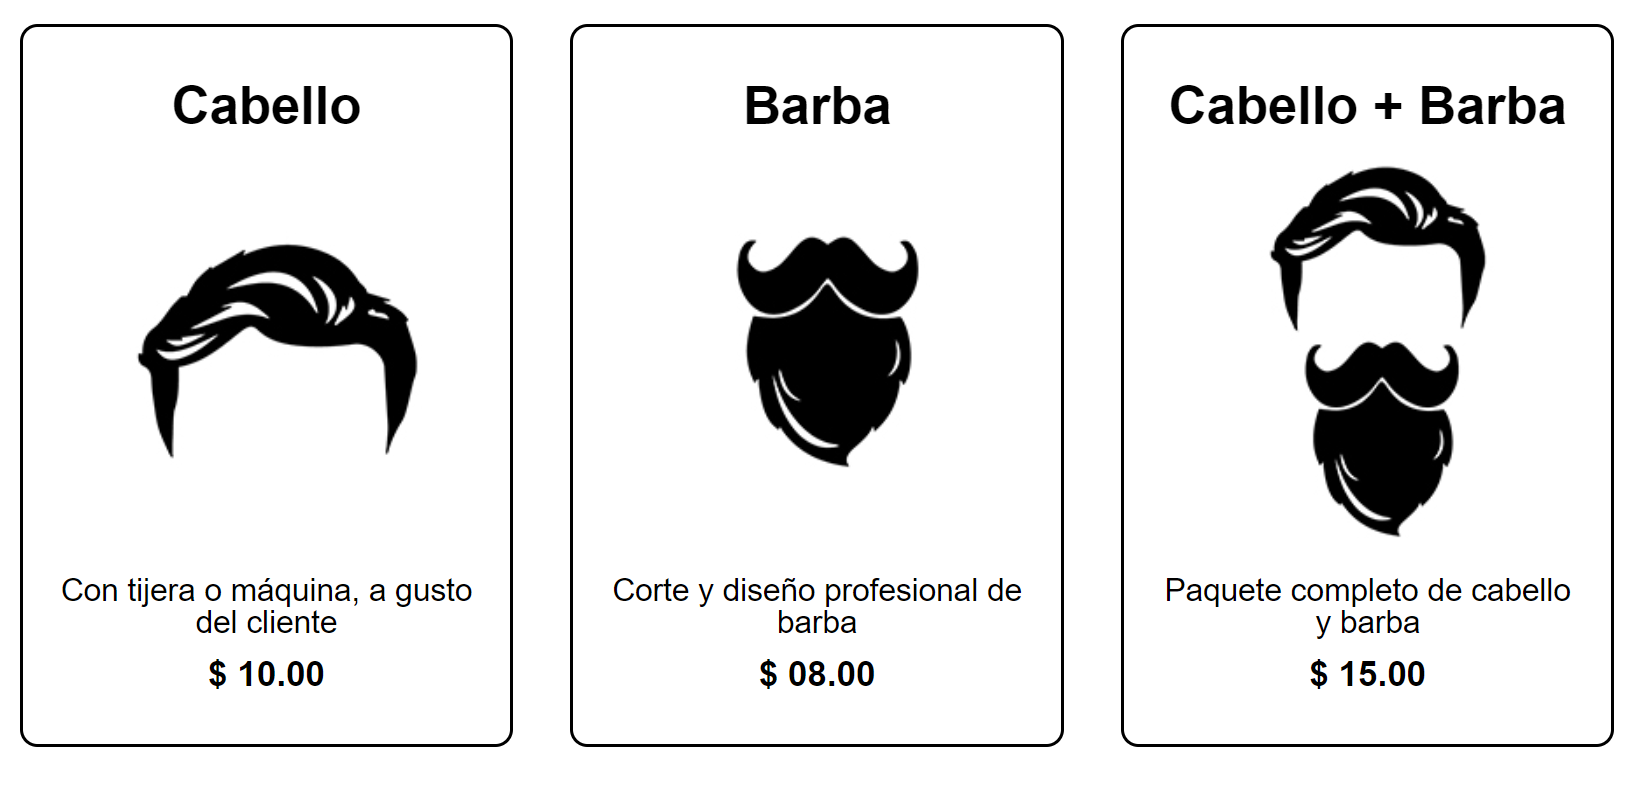 Cabello
Con tijera o máquina, a gusto
del cliente
$ 10.00
Barba
Corte y diseño profesional de
barba
$ 08.00
Cabello + Barba
Paquete completo de cabello
y barba
$ 15.00